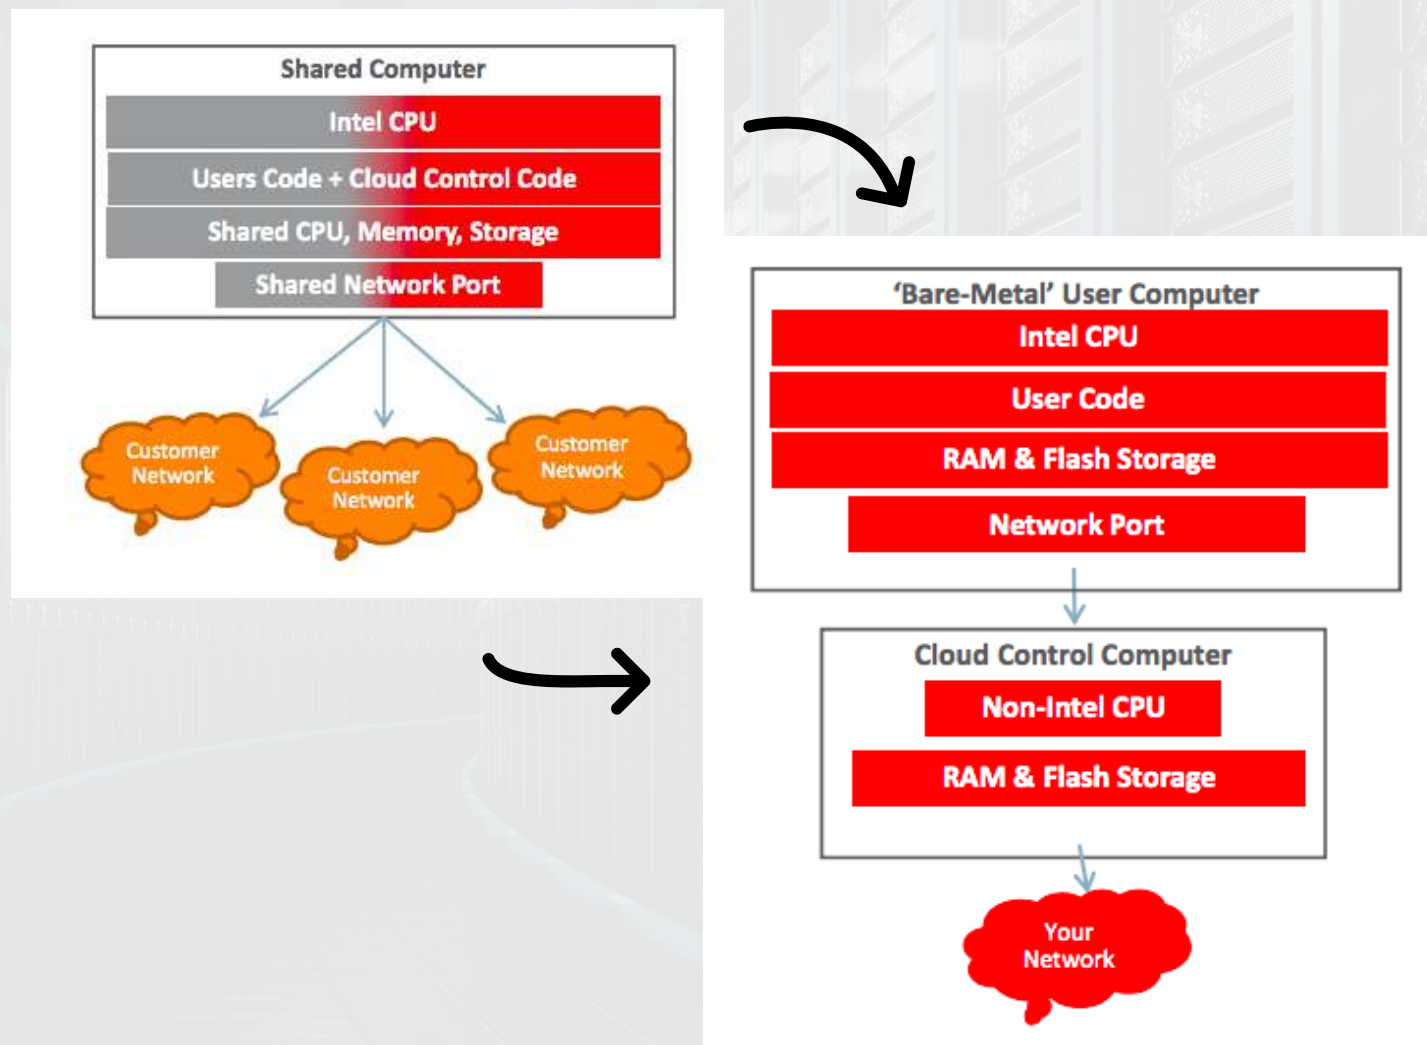 Shared Computer
Intel CPU
Users Code + Cloud Control Code
Shared CPU, Memory, Storage
Shared Network Port
Customer
Network
Customer
Network
Customer
Network
‘Bare-Metal’ User Computer
Intel CPU
User Code
RAM & Flash Storage
Network Port
Cloud Control Computer
Non-Intel CPU
RAM & Flash Storage
Your
Network